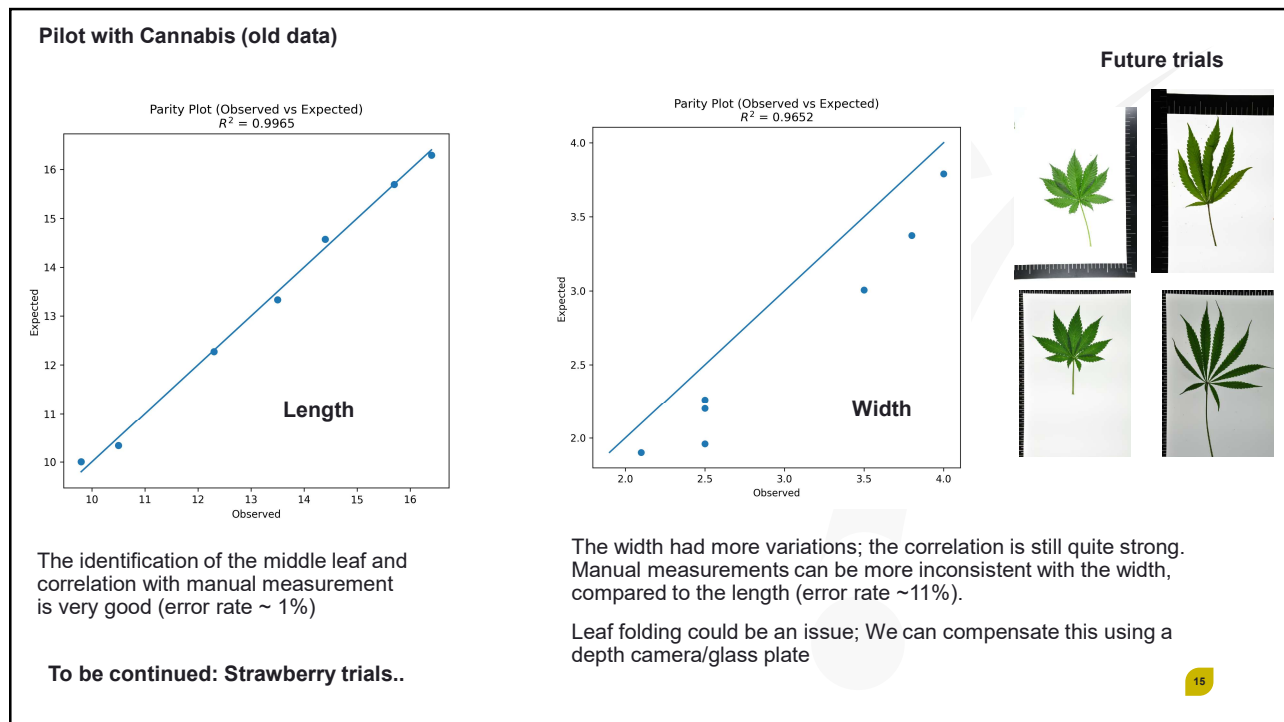 Pilot with Cannabis (old data)
Future trials
Parity Plot (Observed vs Expected)
R² = 0.9965
16
15
14
13
12
11
10
Expected
10 11 12 13 14 15 16
Observed
Length
Parity Plot (Observed vs Expected)
R² = 0.9652
4.0
3.5
3.0
2.5
2.0
Expected
2.0 2.5 3.0 3.5 4.0
Observed
Width
The identification of the middle leaf and
correlation with manual measurement
is very good (error rate ~ 1%)
To be continued: Strawberry trials..
The width had more variations; the correlation is still quite strong.
Manual measurements can be more inconsistent with the width,
compared to the length (error rate ~11%).
Leaf folding could be an issue; We can compensate this using a
depth camera/glass plate
15